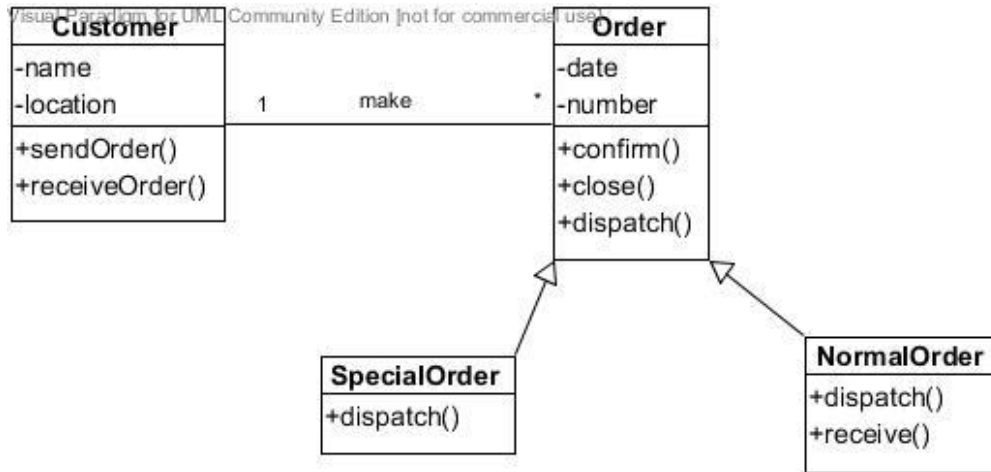 Visual Paradigm for UML Community Edition [not for commercial use]
Customer
-name
-location
+sendOrder()
+receiveOrder()
1 make *
Order
-date
-number
+confirm()
+close()
+dispatch()
SpecialOrder
+dispatch()
NormalOrder
+dispatch()
+receive()